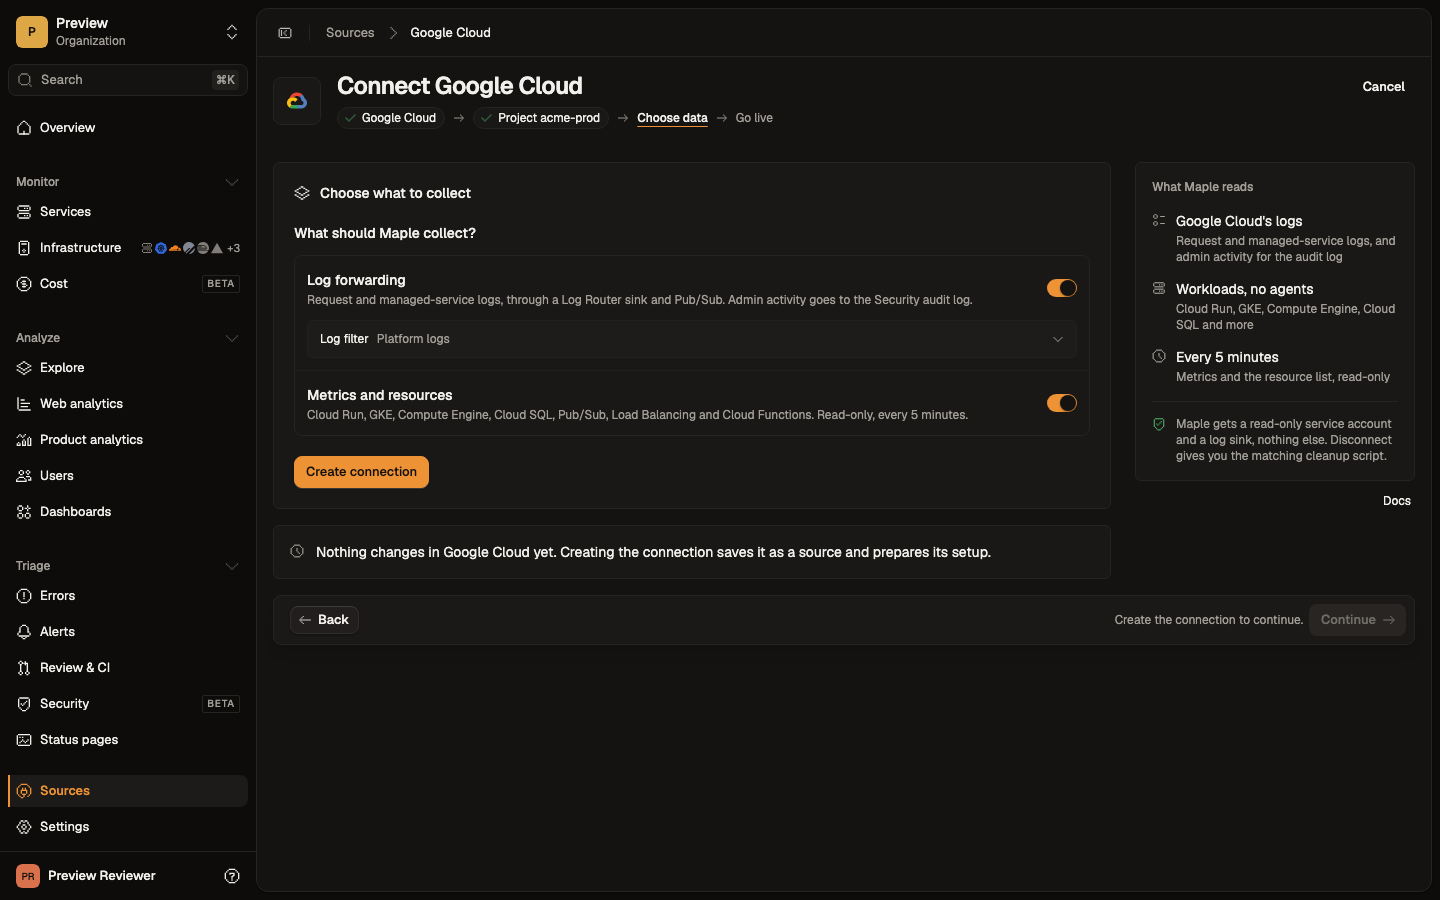 P
Preview
Organization
Search
⌘K
Overview
Monitor
Services
Infrastructure
+3
Cost
BETA
Analyze
Explore
Web analytics
Product analytics
Users
Dashboards
Triage
Errors
Alerts
Review & CI
Security
BETA
Status pages
Sources
Settings
PR
Preview Reviewer
Sources
Google Cloud
Connect Google Cloud
Cancel
Google Cloud → Project acme-prod → Choose data → Go live
Choose what to collect
What should Maple collect?
Log forwarding
Request and managed-service logs, through a Log Router sink and Pub/Sub. Admin activity goes to the Security audit log.
Log filter Platform logs
Metrics and resources
Cloud Run, GKE, Compute Engine, Cloud SQL, Pub/Sub, Load Balancing and Cloud Functions. Read-only, every 5 minutes.
Create connection
Nothing changes in Google Cloud yet. Creating the connection saves it as a source and prepares its setup.
← Back
Create the connection to continue.
Continue →
What Maple reads
Google Cloud's logs
Request and managed-service logs, and
admin activity for the audit log
Workloads, no agents
Cloud Run, GKE, Compute Engine, Cloud
SQL and more
Every 5 minutes
Metrics and the resource list, read-only
Maple gets a read-only service account
and a log sink, nothing else. Disconnect
gives you the matching cleanup script.
Docs